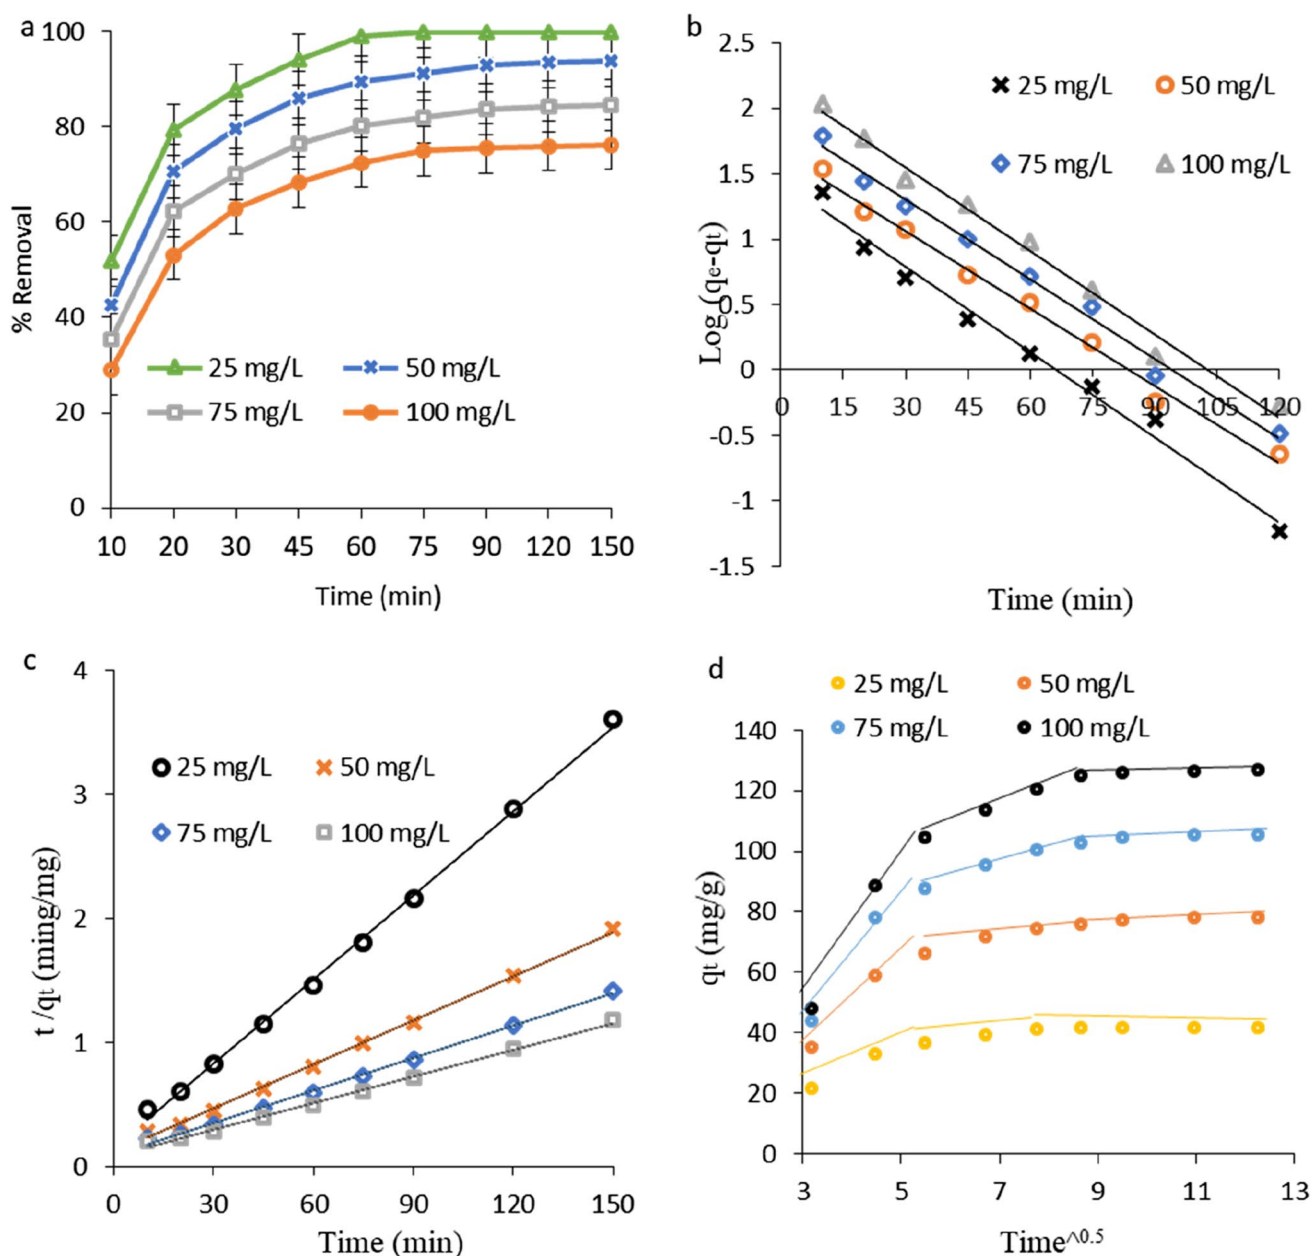 a
100
80
60
40
20
0
% Removal
25 mg/L
50 mg/L
75 mg/L
100 mg/L
10 20 30 45 60 75 90 120 150
Time (min)
b
2.5
2
1.5
1
0.5
0
-0.5
-1
-1.5
Log (qe-qt)
25 mg/L
50 mg/L
75 mg/L
100 mg/L
0 15 30 45 60 75 90 105 120
Time (min)
c
4
3
2
1
0
t /qt (ming/mg)
25 mg/L
50 mg/L
75 mg/L
100 mg/L
0 30 60 90 120 150
Time (min)
d
25 mg/L
50 mg/L
75 mg/L
100 mg/L
140
120
100
80
60
40
20
0
qt (mg/g)
3 5 7 9 11 13
Time^0.5